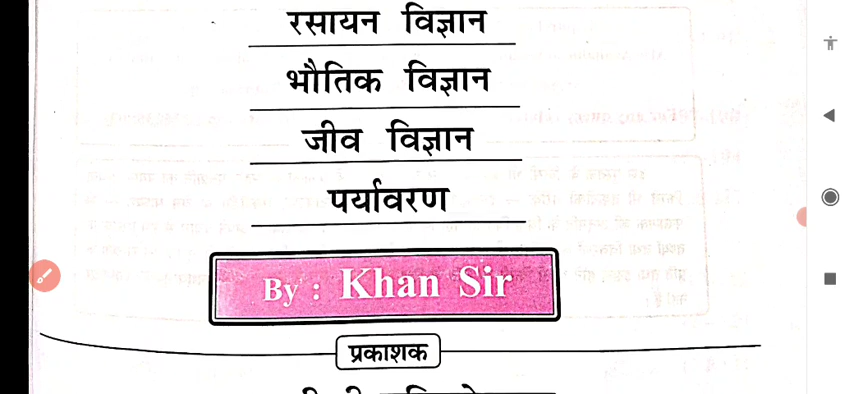 रसायन विज्ञान
भौतिक विज्ञान
जीव विज्ञान
पर्यावरण
By : Khan Sir
प्रकाशक